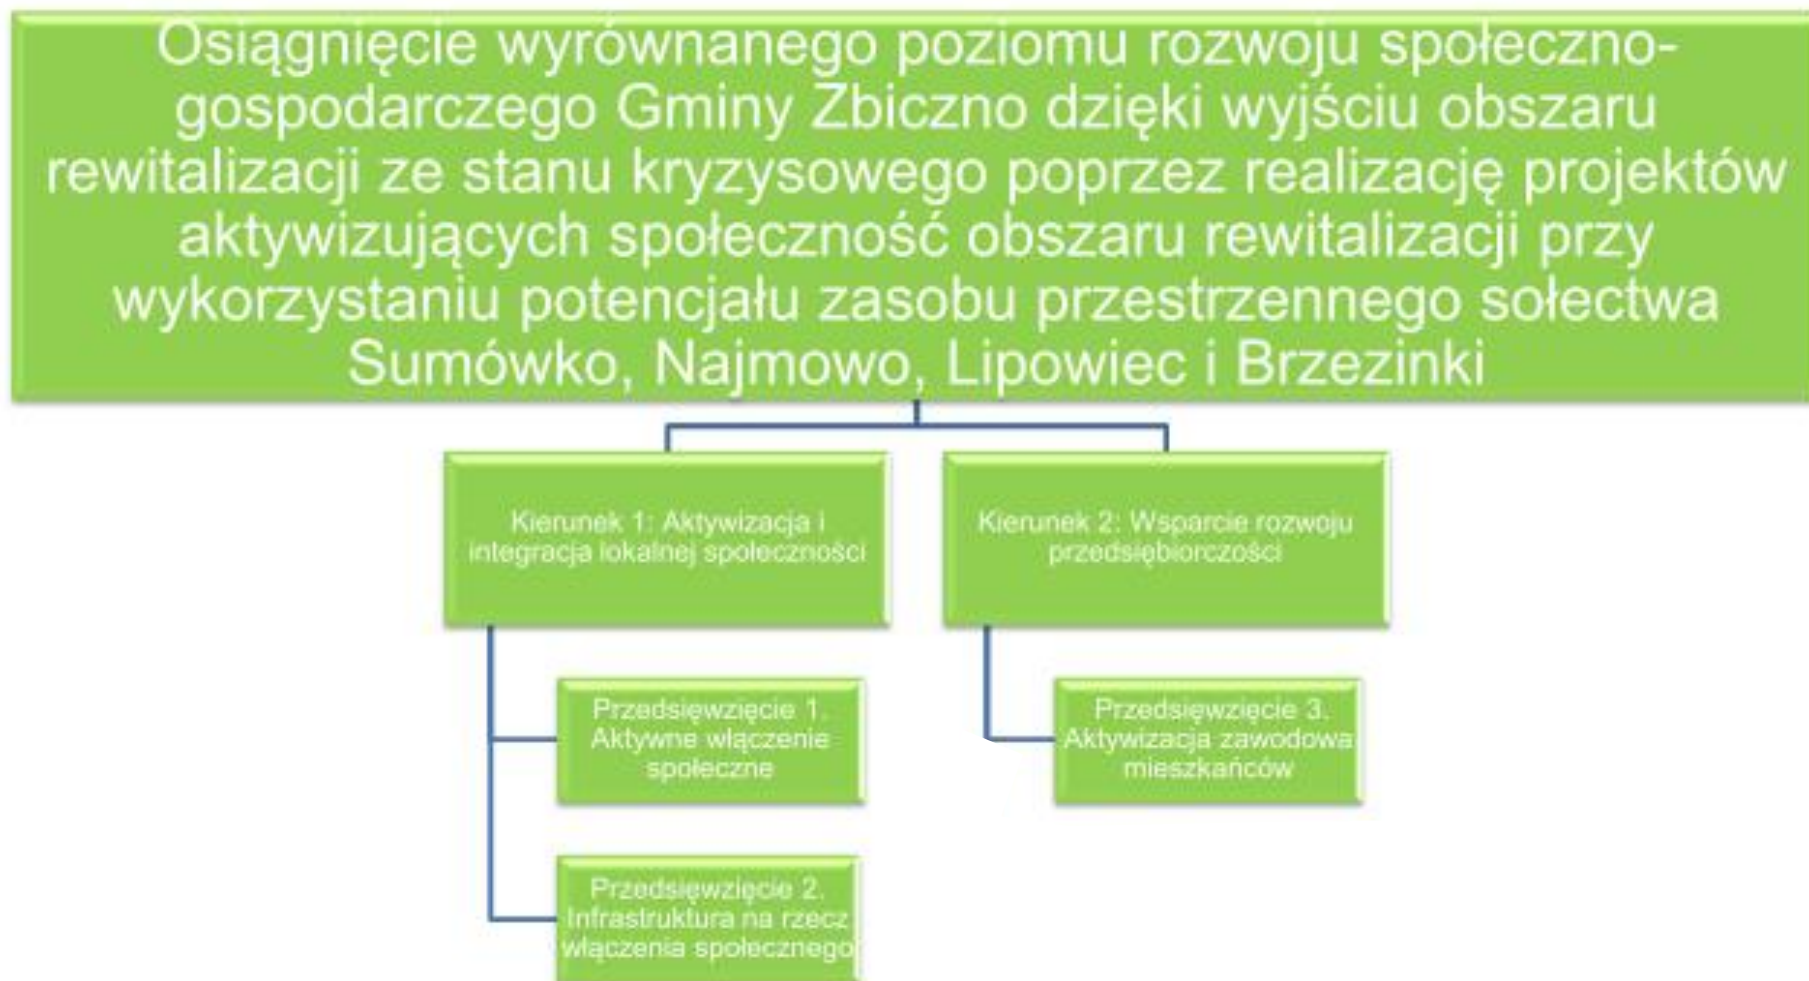 Osiągnięcie wyrównanego poziomu rozwoju społeczno-
gospodarczego Gminy Zbiczno dzięki wyjściu obszaru
rewitalizacji ze stanu kryzysowego poprzez realizację projektów
aktywizujących społeczność obszaru rewitalizacji przy
wykorzystaniu potencjału zasobu przestrzennego sołectwa
Sumówko, Najmowo, Lipowiec i Brzezinki
Kierunek 1: Aktywizacja i
integracja lokalnej społeczności
Przedsięwzięcie 1.
Aktywne włączenie
społeczne
Przedsięwzięcie 2.
Infrastruktura na rzecz
włączenia społecznego
Kierunek 2: Wsparcie rozwoju
przedsiębiorczości
Przedsięwzięcie 3.
Aktywizacja zawodowa
mieszkańców